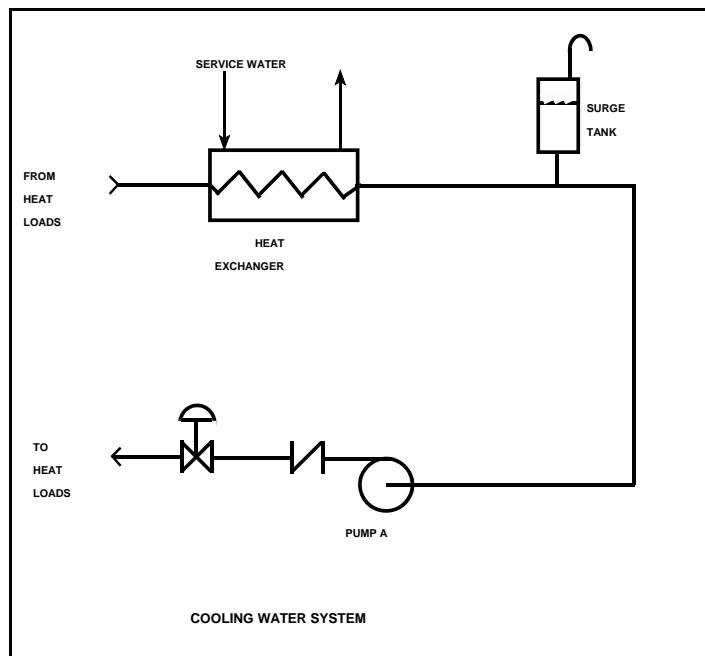 SERVICE WATER
SURGE
TANK
FROM
HEAT
LOADS
HEAT
EXCHANGER
TO
HEAT
LOADS
PUMP A
COOLING WATER SYSTEM